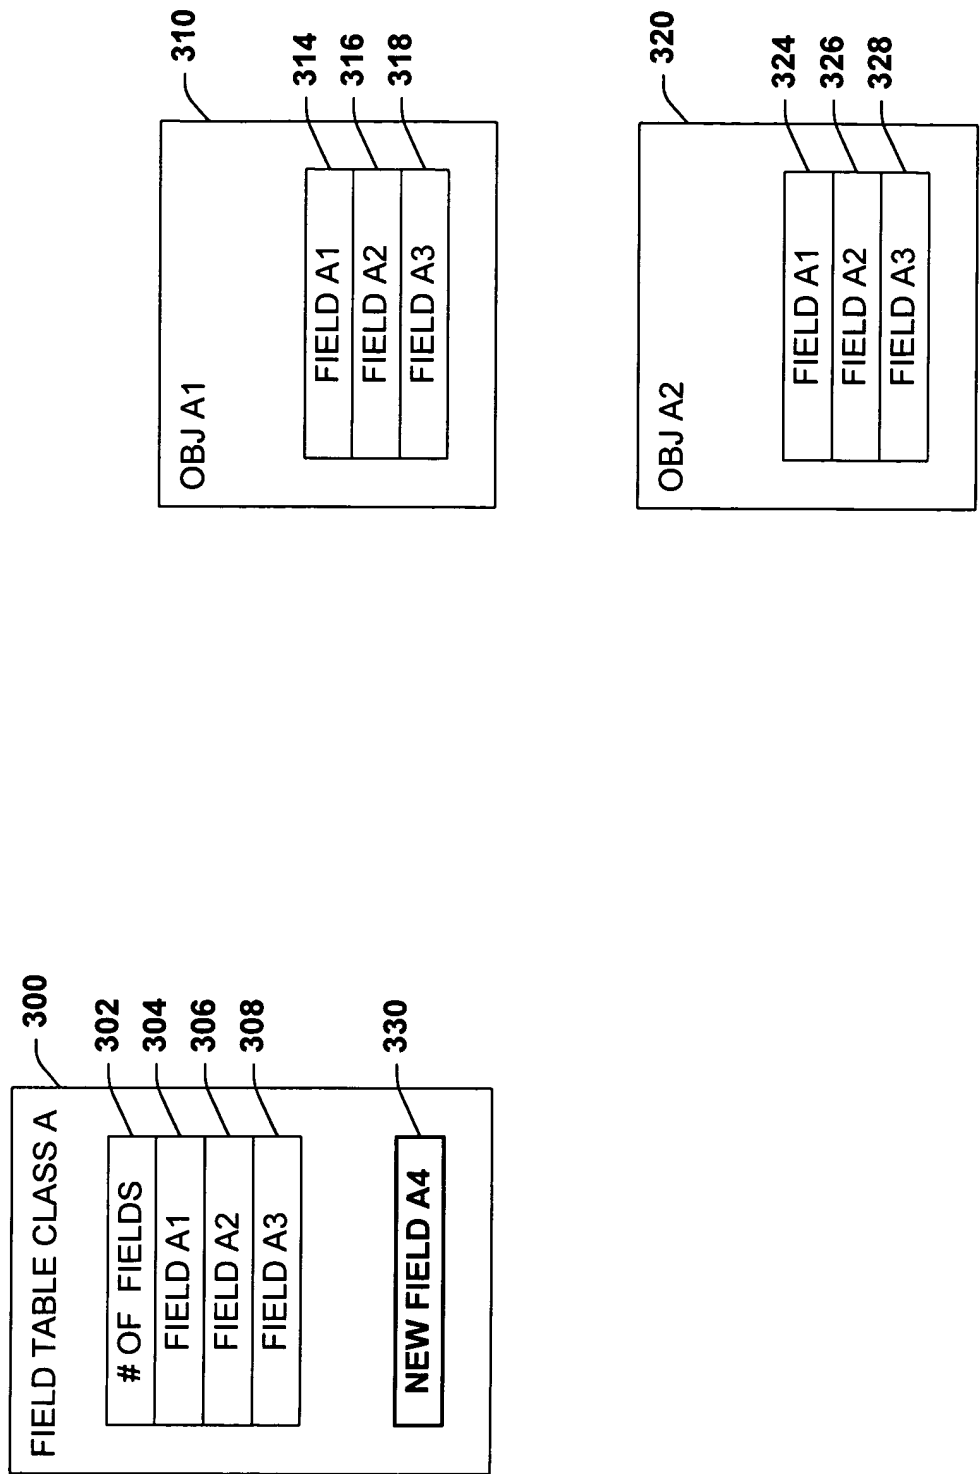 FIELD TABLE CLASS A
300
# OF FIELDS
302
FIELD A1
304
FIELD A2
306
FIELD A3
308
NEW FIELD A4
330
OBJ A1
310
FIELD A1
314
FIELD A2
316
FIELD A3
318
OBJ A2
320
FIELD A1
324
FIELD A2
326
FIELD A3
328